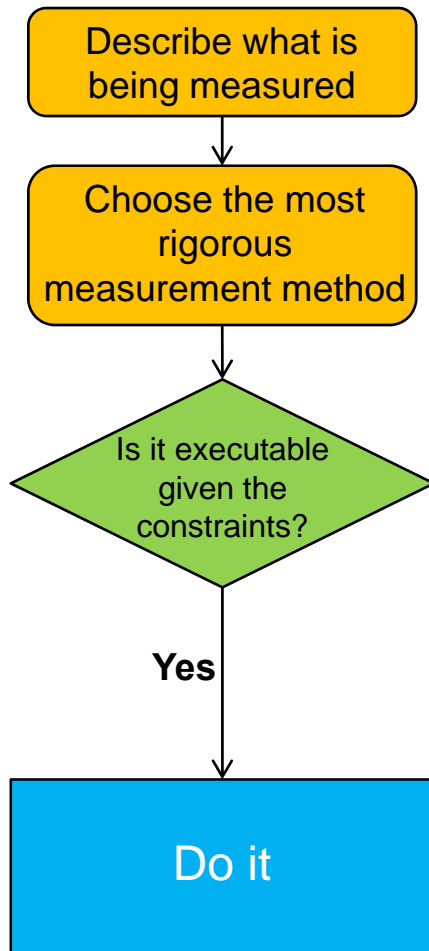 Describe what is
being measured
Choose the most
rigorous
measurement method
Is it executable
given the
constraints?
Yes
Do it